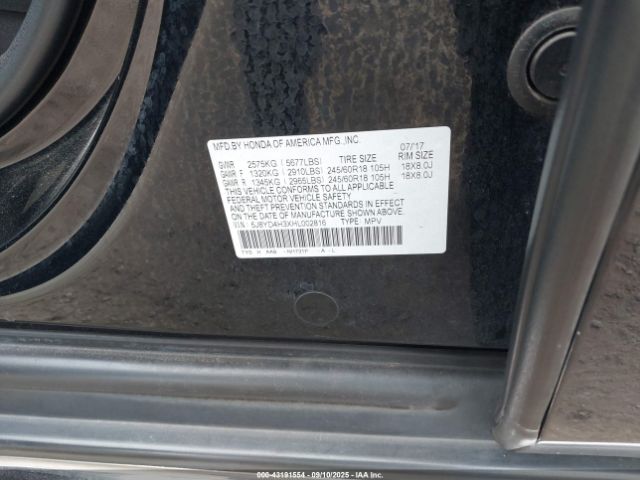 MFD.BY HONDA OF AMERICA MFG.,INC. 07/17
GVWR 2575KG ( 5677LBS) TIRE SIZE RIM SIZE
GAWR F 1320KG ( 2910LBS) 245/60R18 105H 18X8.0J
GAWR R 1345KG ( 2965LBS) 245/60R18 105H 18X8.0J
THIS VEHICLE CONFORMS TO ALL APPLICABLE
FEDERAL MOTOR VEHICLE SAFETY, BUMPER,
AND THEFT PREVENTION STANDARDS IN EFFECT
ON THE DATE OF MANUFACTURE SHOWN ABOVE.
V.I.N.: 5J8YD4H3XHL002816 TYPE: MPV
A - L
000-43191554 09/10/2025 IAA Inc.